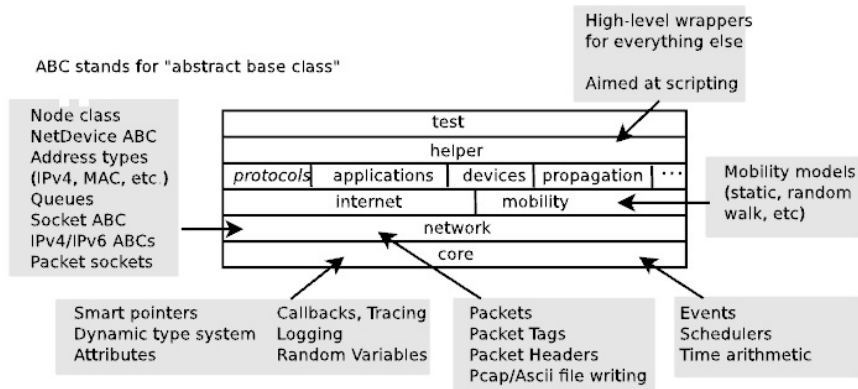 High-level wrappers
for everything else
Aimed at scripting
ABC stands for "abstract base class"
Node class
NetDevice ABC
Address types
(IPv4, MAC, etc.)
Queues
Socket ABC
IPv4/IPv6 ABCs
Packet sockets
test
helper
protocols applications devices propagation ...
internet mobility
network
core
Mobility models
(static, random
walk, etc)
Smart pointers
Dynamic type system
Attributes
Callbacks, Tracing
Logging
Random Variables
Packets
Packet Tags
Packet Headers
Pcap/Ascii file writing
Events
Schedulers
Time arithmetic